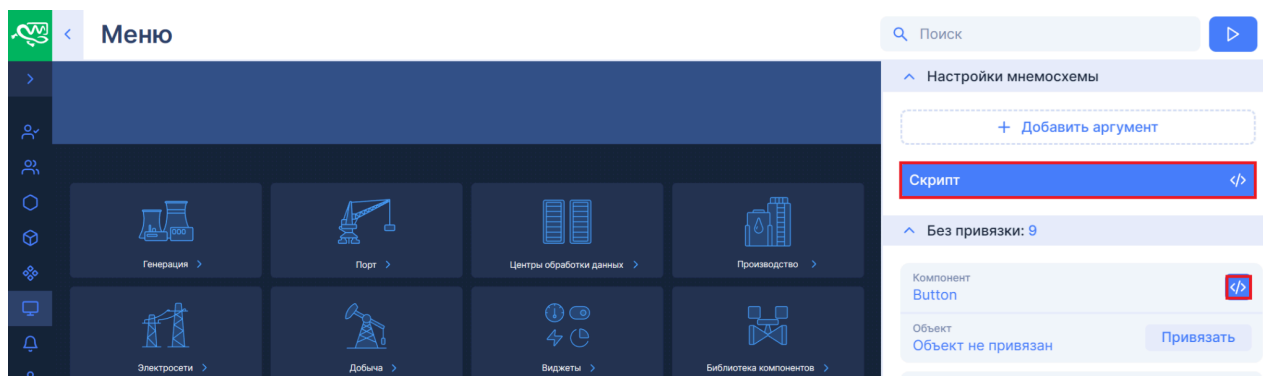 Меню
Поиск
Настройки мнемосхемы
+ Добавить аргумент
Скрипт </>
Без привязки: 9
Генерация >
Порт >
Центры обработки данных >
Производство >
Компонент
Button </>
Объект
Объект не привязан
Привязать
Электросети >
Добыча >
Виджеты >
Библиотека компонентов >